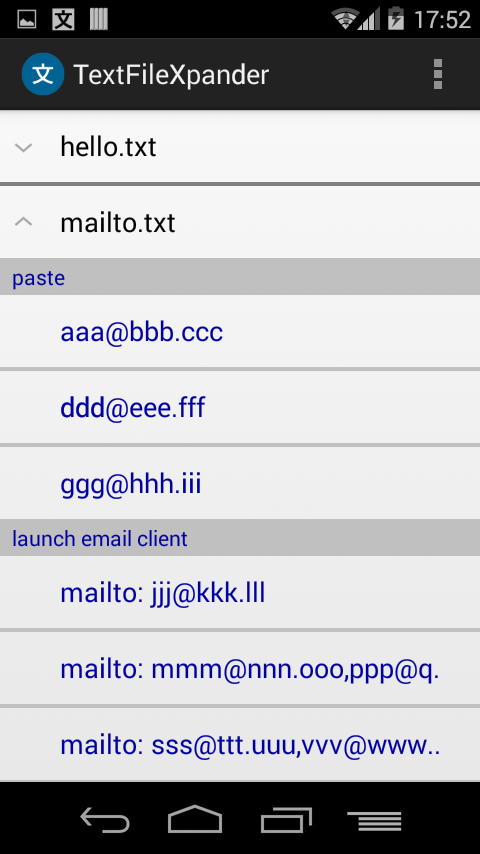 17:52
文 TextFileXpander
hello.txt
mailto.txt
paste
aaa@bbb.ccc
ddd@eee.fff
ggg@hhh.iii
launch email client
mailto: jjj@kkk.lll
mailto: mmm@nnn.ooo,ppp@q.
mailto: sss@ttt.uuu,vvv@www..